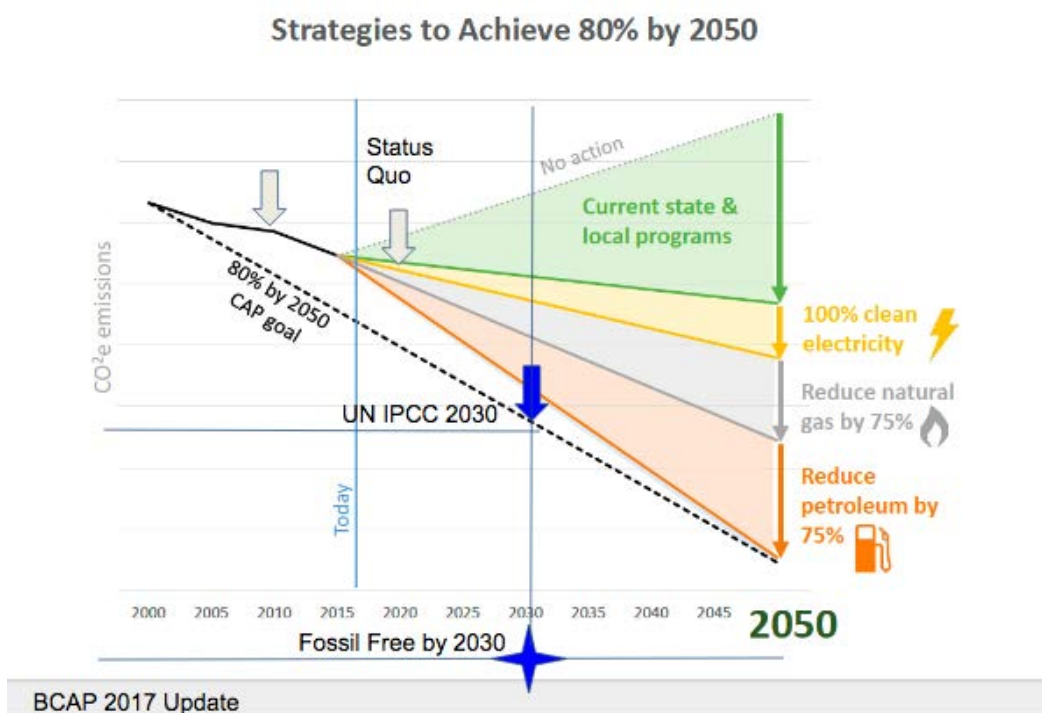 Strategies to Achieve 80% by 2050
Status
Quo
No action
Current state &
local programs
80% by 2050
CAP goal
CO²e emissions
100% clean
electricity
Reduce natural
gas by 75%
UN IPCC 2030
Reduce
petroleum by
75%
Today
2000 2005 2010 2015 2020 2025 2030 2035 2040 2045 2050
Fossil Free by 2030
BCAP 2017 Update